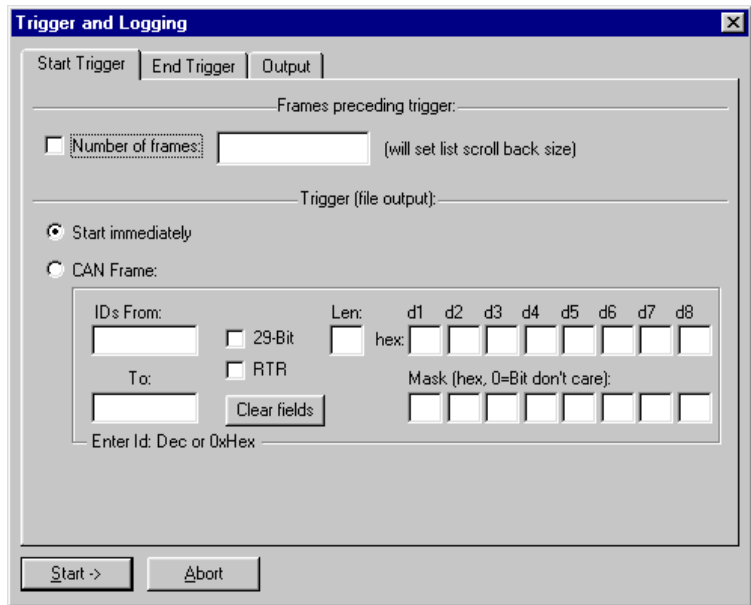 Trigger and Logging
Start Trigger End Trigger Output
Frames preceding trigger:
Number of frames: (will set list scroll back size)
Trigger (file output):
Start immediately
CAN Frame:
IDs From: Len: d1 d2 d3 d4 d5 d6 d7 d8
29-Bit hex:
RTR
To: Mask (hex, 0=Bit don't care):
Clear fields
Enter Id: Dec or 0xHex
Start -> Abort